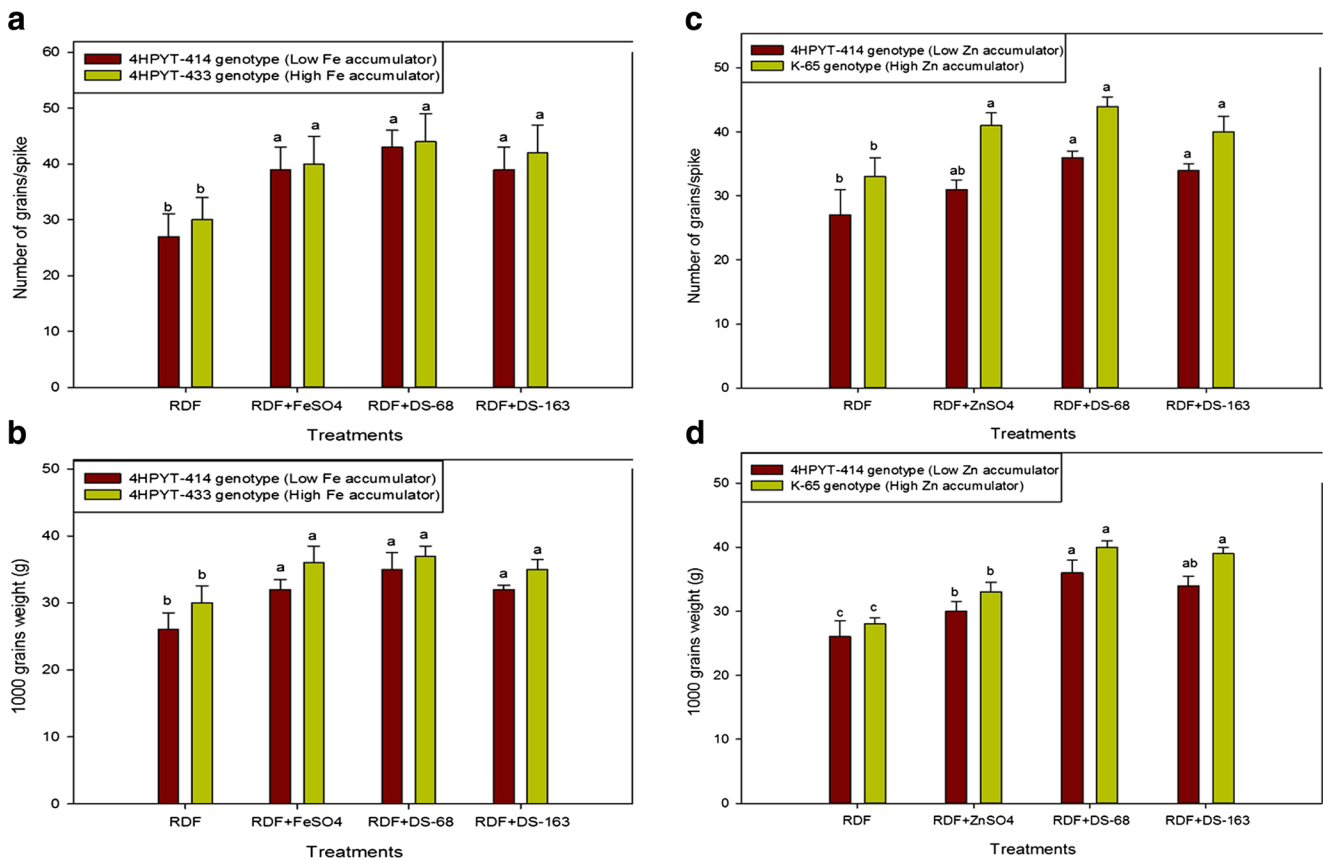 a
4HPYT-414 genotype (Low Fe accumulator)
4HPYT-433 genotype (High Fe accumulator)
Number of grains/spike
60
50
40
30
20
10
0
b b
a a
a a
a a
RDF RDF+FeSO4 RDF+DS-68 RDF+DS-163
Treatments
b
4HPYT-414 genotype (Low Fe accumulator)
4HPYT-433 genotype (High Fe accumulator)
1000 grains weight (g)
50
40
30
20
10
0
b b
a a
a a
a a
RDF RDF+FeSO4 RDF+DS-68 RDF+DS-163
Treatments
c
4HPYT-414 genotype (Low Zn accumulator)
K-65 genotype (High Zn accumulator)
Number of grains/spike
50
40
30
20
10
0
b b
ab a
a a
a a
RDF RDF+ZnSO4 RDF+DS-68 RDF+DS-163
Treatments
d
4HPYT-414 genotype (Low Zn accumulator
K-65 genotype (High Zn accumulator)
1000 grains weight (g)
50
40
30
20
10
0
c c
b b
a a
ab a
RDF RDF+ZnSO4 RDF+DS-68 RDF+DS-163
Treatments